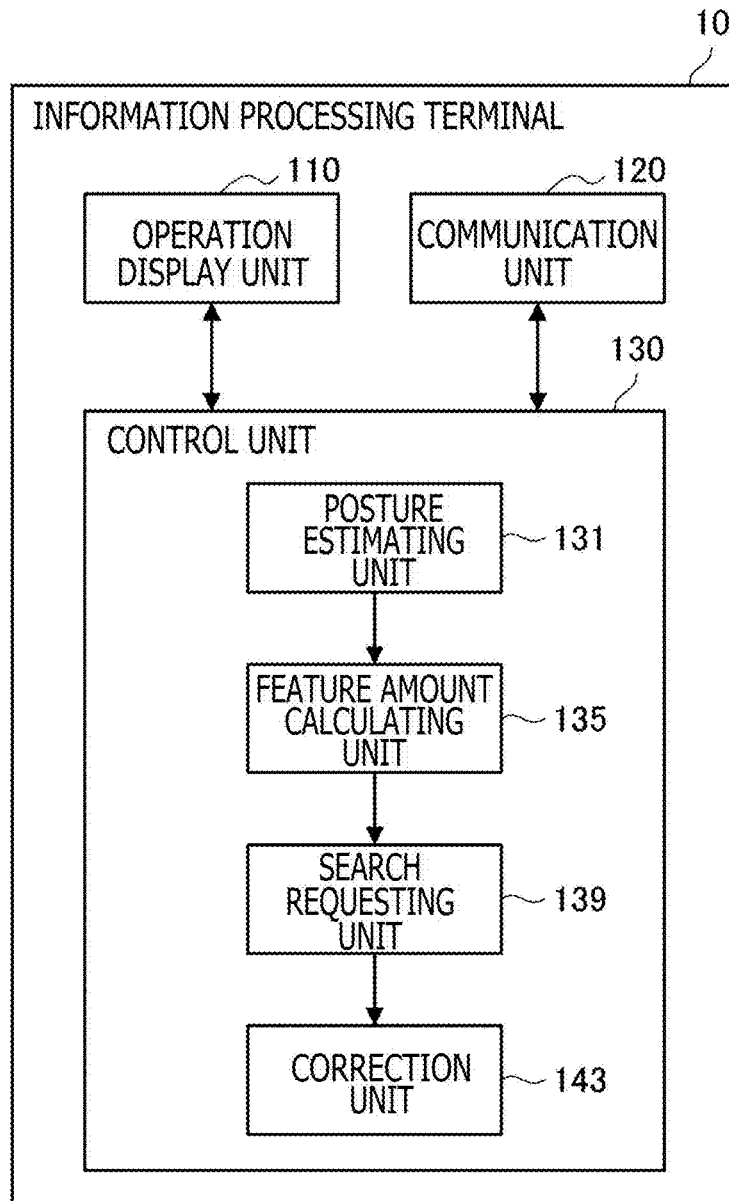 10
INFORMATION PROCESSING TERMINAL
110
120
OPERATION
DISPLAY UNIT
COMMUNICATION
UNIT
130
CONTROL UNIT
POSTURE
ESTIMATING
UNIT
131
FEATURE AMOUNT
CALCULATING
UNIT
135
SEARCH
REQUESTING
UNIT
139
CORRECTION
UNIT
143